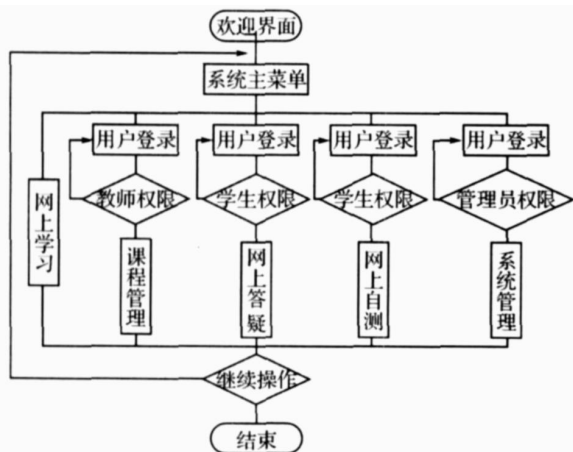 欢迎界面
系统主菜单
用户登录
用户登录
用户登录
用户登录
教师权限
学生权限
学生权限
管理员权限
网上学习
课程管理
网上答疑
网上自测
系统管理
继续操作
结束